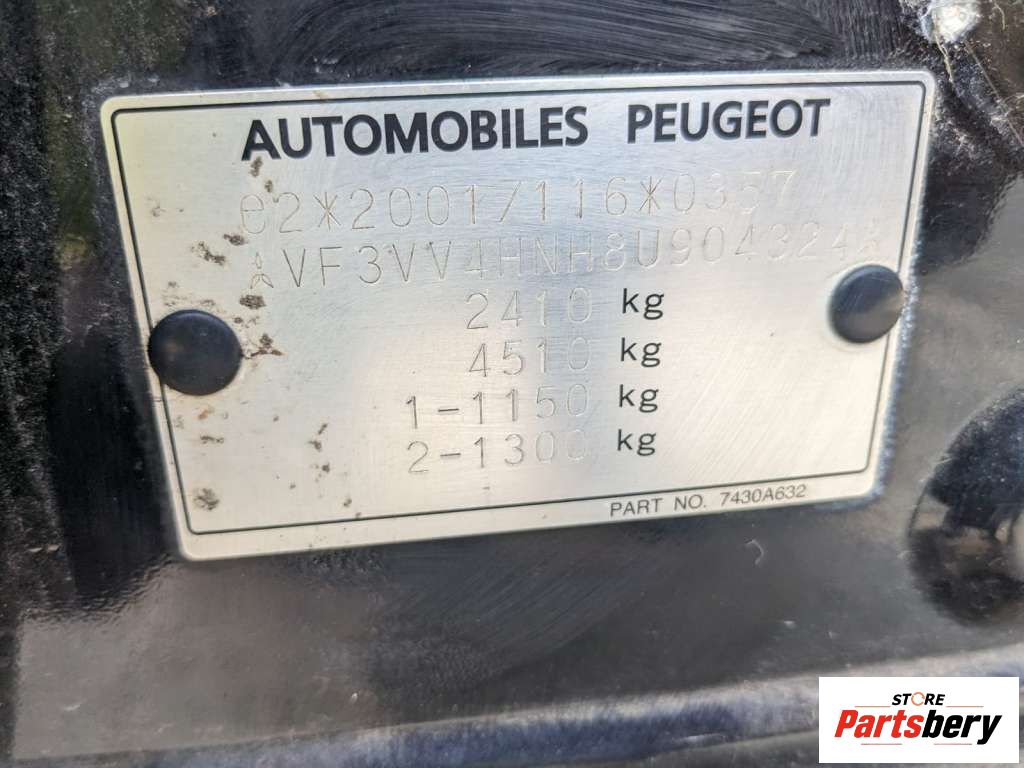 AUTOMOBILES PEUGEOT
e2*2001/116*0357
VF3VV4HNH8U904324
2410 kg
4510 kg
1-1150 kg
2-1300 kg
PART NO. 7430A632
STORE
Partsbery